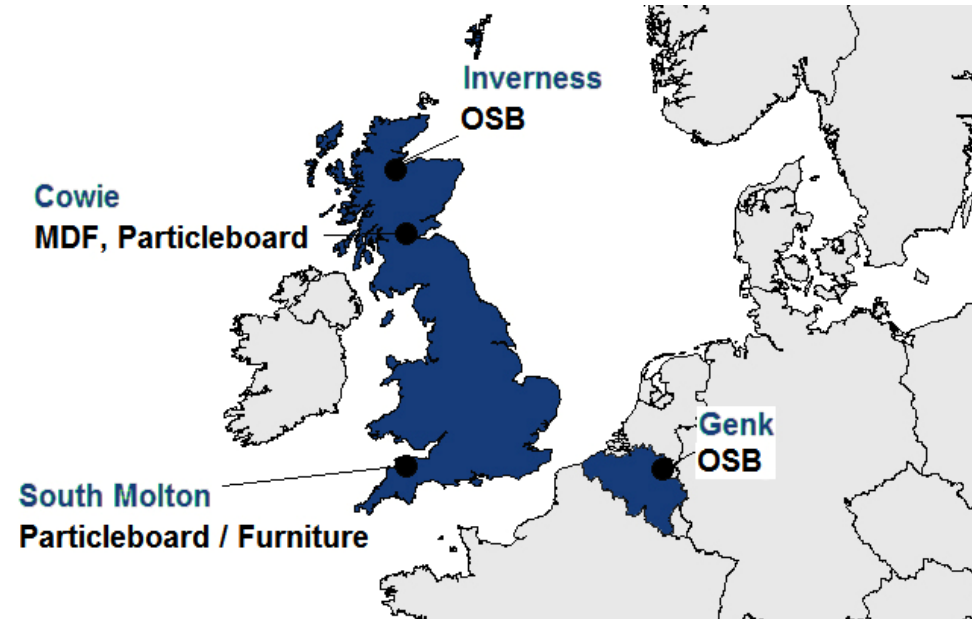 Inverness
OSB
Cowie
MDF, Particleboard
Genk
OSB
South Molton
Particleboard / Furniture